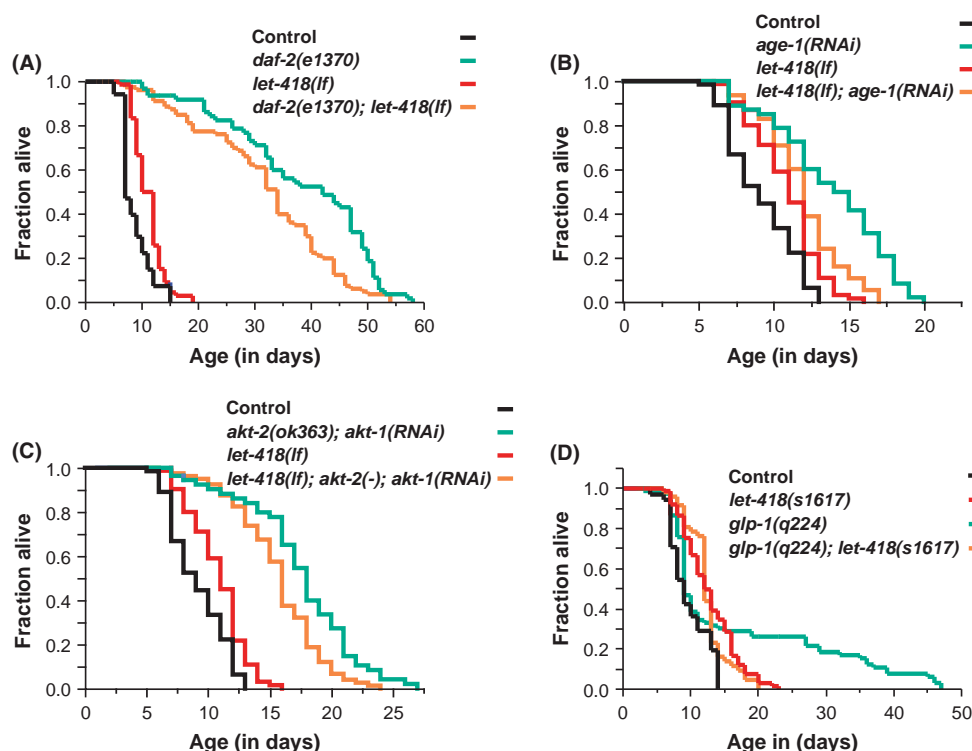 (A)
Control
daf-2(e1370)
let-418(lf)
daf-2(e1370); let-418(lf)
Fraction alive
1.0
0.8
0.6
0.4
0.2
0.0
0 10 20 30 40 50 60
Age (in days)
(B)
Control
age-1(RNAi)
let-418(lf)
let-418(lf); age-1(RNAi)
Fraction alive
1.0
0.8
0.6
0.4
0.2
0.0
0 5 10 15 20
Age in days)
(C)
Control
akt-2(ok363); akt-1(RNAi)
let-418(lf)
let-418(lf); akt-2(-); akt-1(RNAi)
Fraction alive
1.0
0.8
0.6
0.4
0.2
0.0
0 5 10 15 20 25
Age (in days)
(D)
Control
let-418(s1617)
glp-1(q224)
glp-1(q224); let-418(s1617)
Fraction alive
1.0
0.8
0.6
0.4
0.2
0.0
0 10 20 30 40 50
Age in (days)